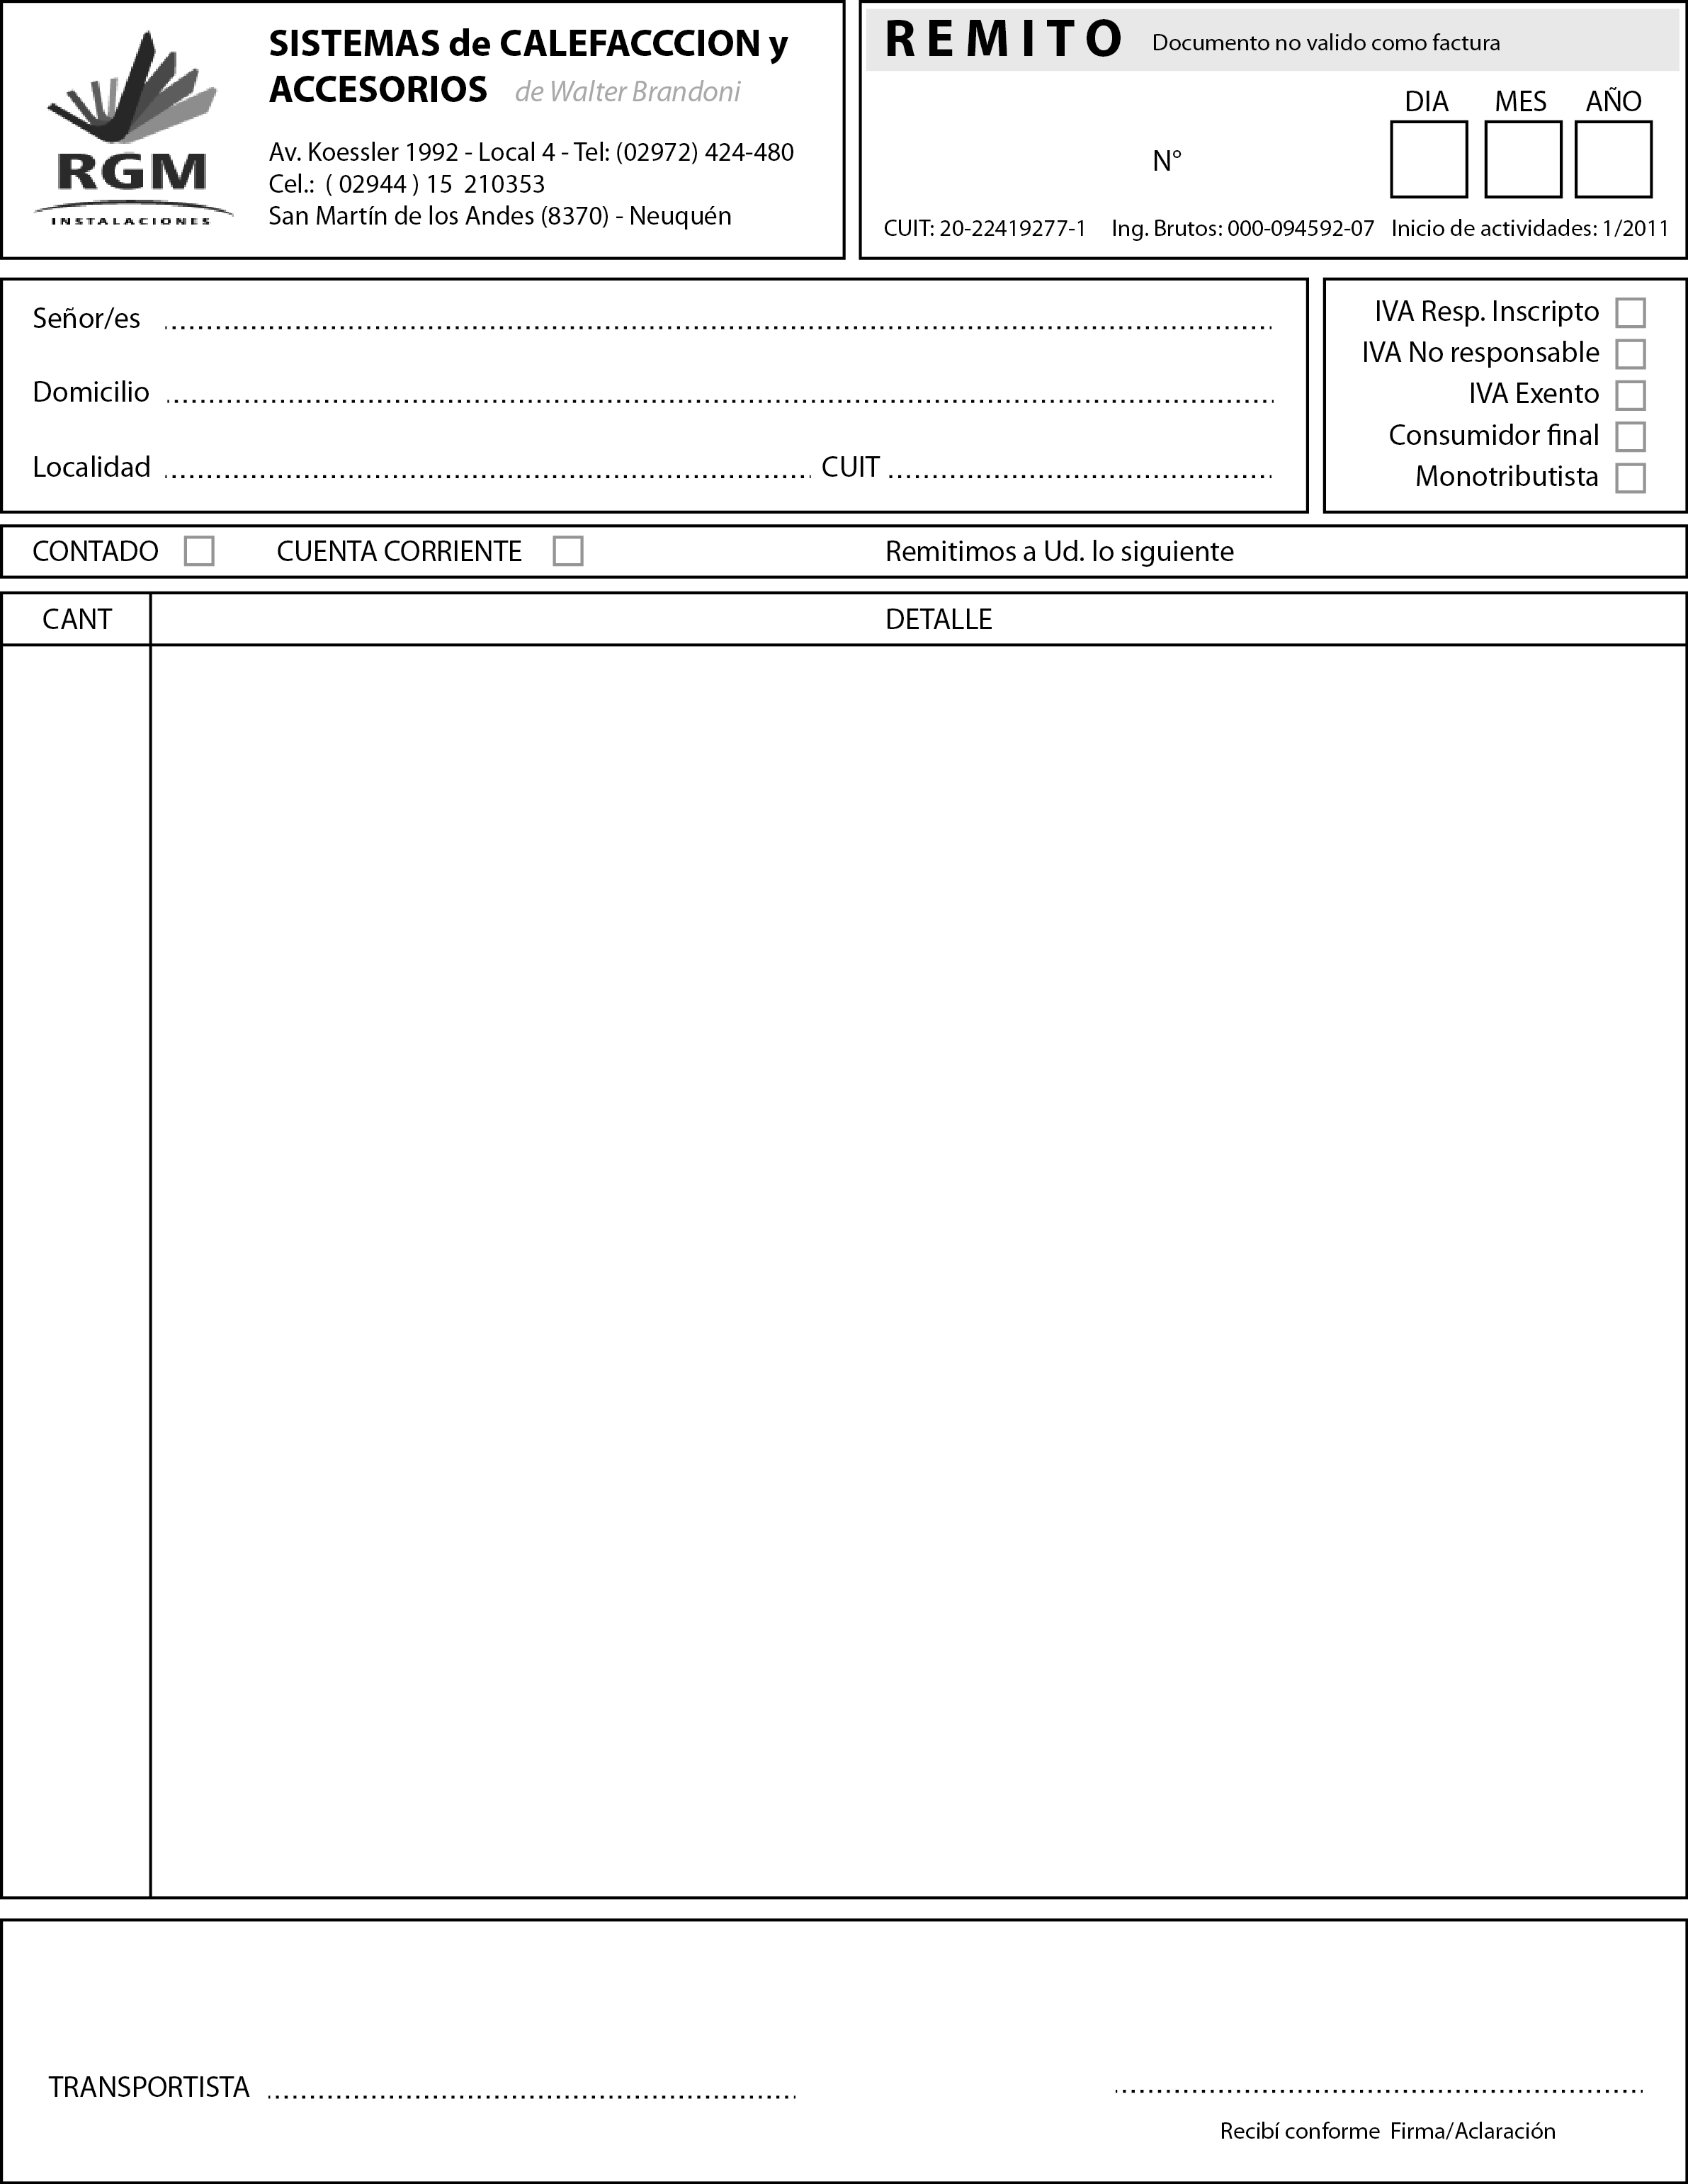 SISTEMAS de CALEFACCCION y
ACCESORIOS de Walter Brandoni
Av. Koessler 1992 - Local 4 - Tel: (02972) 424-480
Cel.: ( 02944 ) 15 210353
San Martín de los Andes (8370) - Neuquén
RGM
INSTALACIONES
REMITO Documento no valido como factura
DIA MES AÑO
N°
CUIT: 20-22419277-1 Ing. Brutos: 000-094592-07 Inicio de actividades: 1/2011
Señor/es
Domicilio
Localidad CUIT
IVA Resp. Inscripto
IVA No responsable
IVA Exento
Consumidor final
Monotributista
CONTADO CUENTA CORRIENTE Remitimos a Ud. lo siguiente
CANT DETALLE
TRANSPORTISTA
Recibí conforme Firma/Aclaración